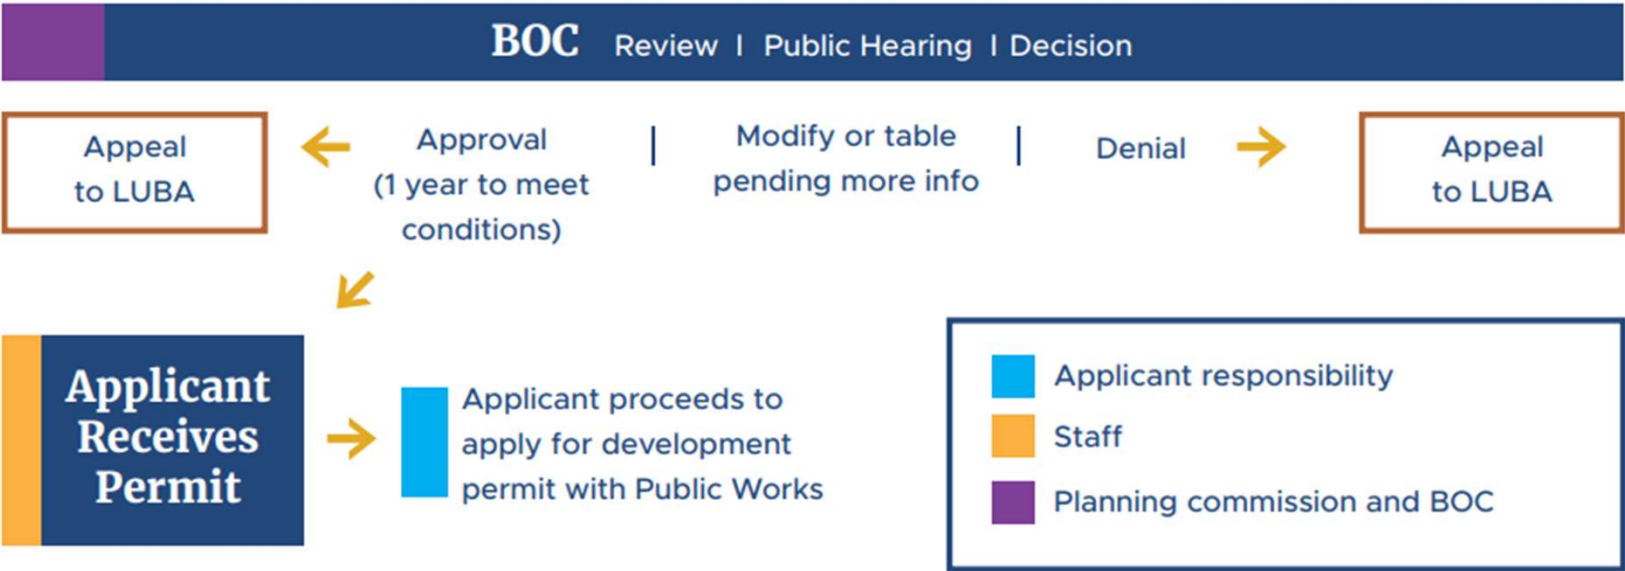 BOC Review | Public Hearing | Decision
Appeal
to LUBA
Approval
(1 year to meet
conditions)
|
Modify or table
pending more info
|
Denial
Appeal
to LUBA
Applicant
Receives
Permit
Applicant proceeds to
apply for development
permit with Public Works
Applicant responsibility
Staff
Planning commission and BOC